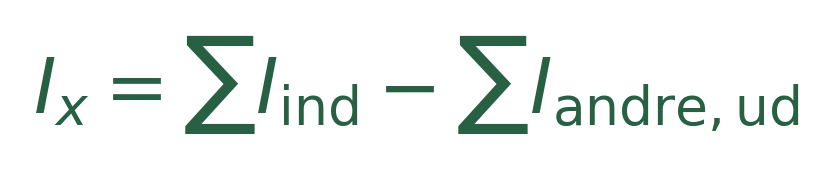 I_x = ∑ I_ind − ∑ I_andre, ud